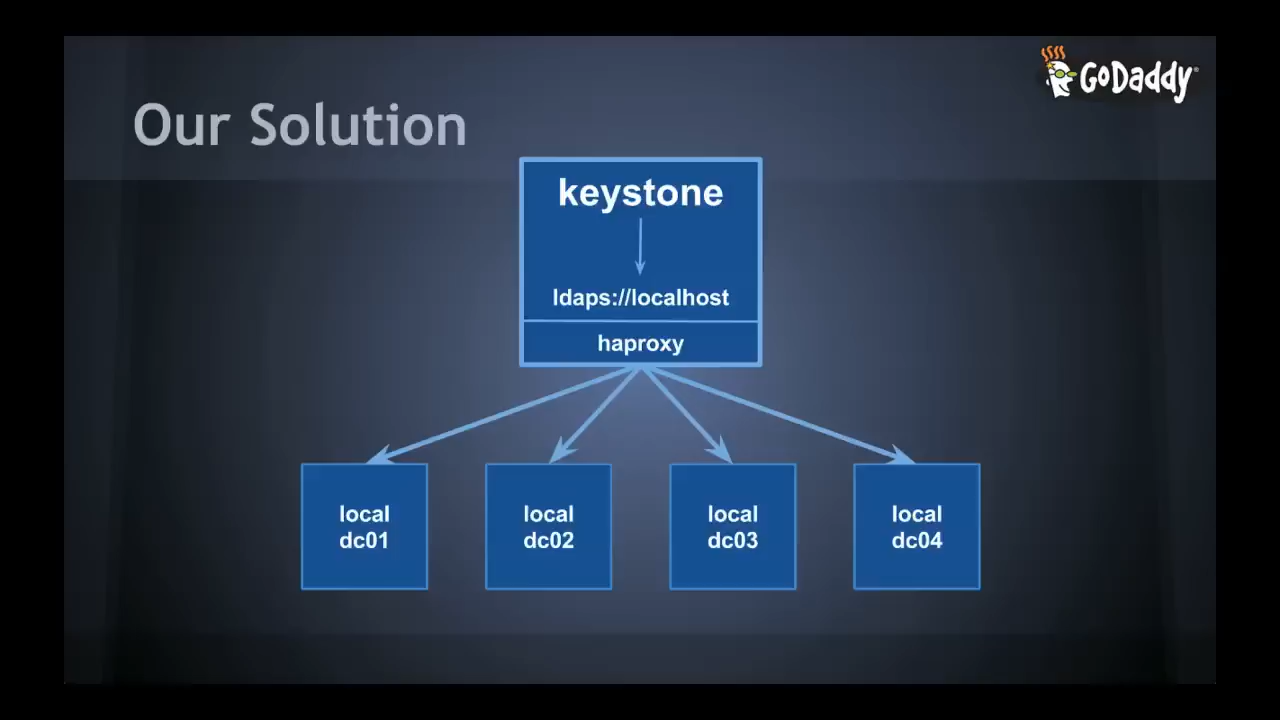 GoDaddy
Our Solution
keystone
ldaps://localhost
haproxy
local
dc01
local
dc02
local
dc03
local
dc04